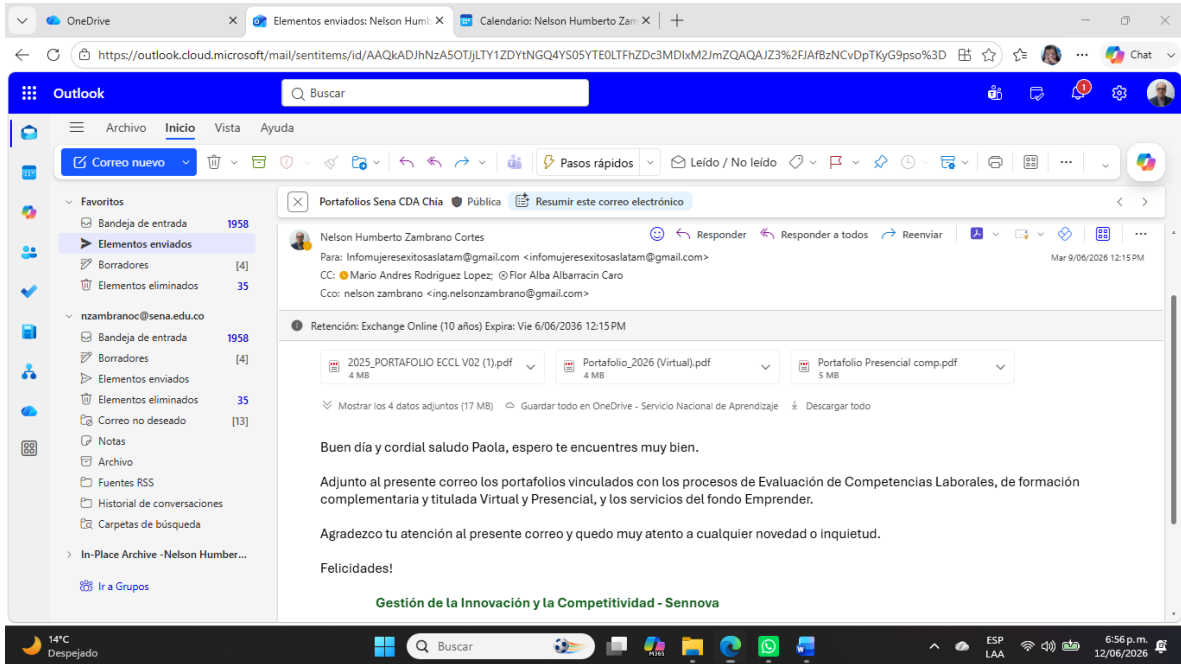 OneDrive
Elementos enviados: Nelson Humb
Calendario: Nelson Humberto Zam
https://outlook.cloud.microsoft/mail/sentitems/id/AAQkADJhNzA5OTJjLTY1ZDYtNGQ4YS05YTE0LTFhZDc3MDIxM2JmZQAQAJZ3%2FJAfBzNCvDpTKyG9pso%3D
Chat
Outlook
Buscar
1
Archivo Inicio Vista Ayuda
Correo nuevo
Pasos rápidos
Leído / No leído
Favoritos
Bandeja de entrada 1958
Elementos enviados
Borradores [4]
Elementos eliminados 35
nzambranoc@sena.edu.co
Bandeja de entrada 1958
Borradores [4]
Elementos enviados
Elementos eliminados 35
Correo no deseado [13]
Notas
Archivo
Fuentes RSS
Historial de conversaciones
Carpetas de búsqueda
In-Place Archive -Nelson Humber...
Ir a Grupos
Portafolios Sena CDA Chía Pública Resumir este correo electrónico
Nelson Humberto Zambrano Cortes
Responder Responder a todos Reenviar
Para: Infomujeresexitosaslatam@gmail.com <infomujeresexitosaslatam@gmail.com>
Mar 9/06/2026 12:15 PM
CC: Mario Andres Rodriguez Lopez; Flor Alba Albarracin Caro
Cco: nelson zambrano <ing.nelsonzambrano@gmail.com>
Retención: Exchange Online (10 años) Expira: Vie 6/06/2036 12:15 PM
2025_PORTAFOLIO ECCL V02 (1).pdf
4 MB
Portafolio_2026 (Virtual).pdf
4 MB
Portafolio Presencial comp.pdf
5 MB
Mostrar los 4 datos adjuntos (17 MB) Guardar todo en OneDrive - Servicio Nacional de Aprendizaje Descargar todo
Buen día y cordial saludo Paola, espero te encuentres muy bien.
Adjunto al presente correo los portafolios vinculados con los procesos de Evaluación de Competencias Laborales, de formación
complementaria y titulada Virtual y Presencial, y los servicios del fondo Emprender.
Agradezco tu atención al presente correo y quedo muy atento a cualquier novedad o inquietud.
Felicidades!
Gestión de la Innovación y la Competitividad - Sennova
14°C
Despejado
Buscar
M365
ESP
LAA
6:56 p. m.
12/06/2026